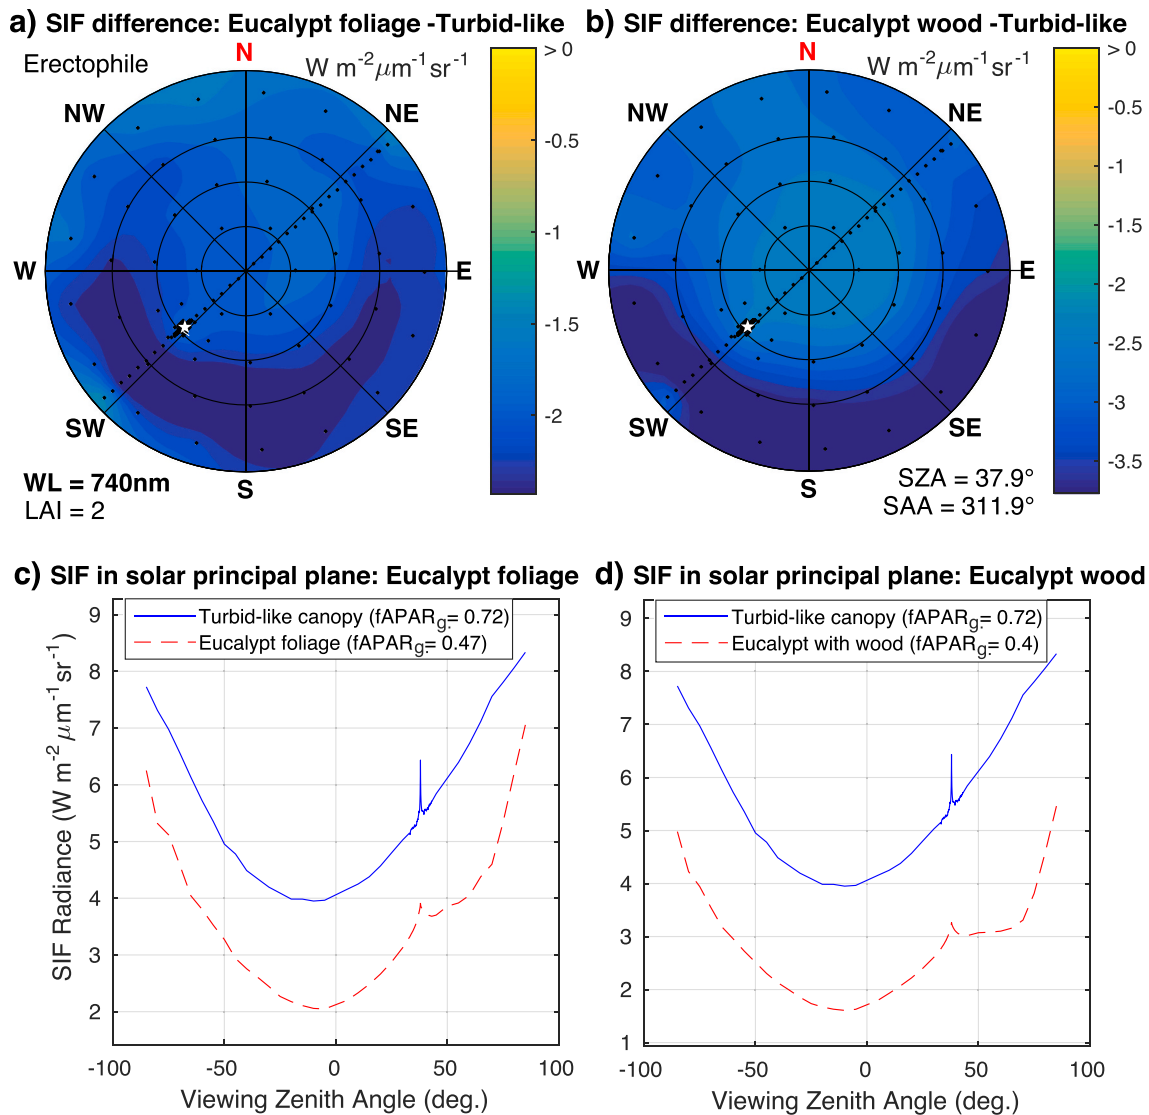 a) SIF difference: Eucalypt foliage -Turbid-like
Erectophile
N
W m-2μm-1sr-1
> 0
NW
NE
-0.5
-1
W
E
-1.5
-2
SW
SE
S
WL = 740nm
LAI = 2
b) SIF difference: Eucalypt wood -Turbid-like
N
W m-2μm-1sr-1
> 0
NW
NE
-0.5
-1
-1.5
-2
W
E
-2.5
-3
-3.5
SW
SE
S
SZA = 37.9°
SAA = 311.9°
c) SIF in solar principal plane: Eucalypt foliage
Turbid-like canopy (fAPARg:= 0.72)
Eucalypt foliage (fAPARg:= 0.47)
SIF Radiance (W m-2 μm-1sr-1)
9
8
7
6
5
4
3
2
-100
-50
0
50
100
Viewing Zenith Angle (deg.)
d) SIF in solar principal plane: Eucalypt wood
Turbid-like canopy (fAPARg:= 0.72)
Eucalypt with wood (fAPARg:= 0.4)
9
8
7
6
5
4
3
2
1
-100
-50
0
50
100
Viewing Zenith Angle (deg.)